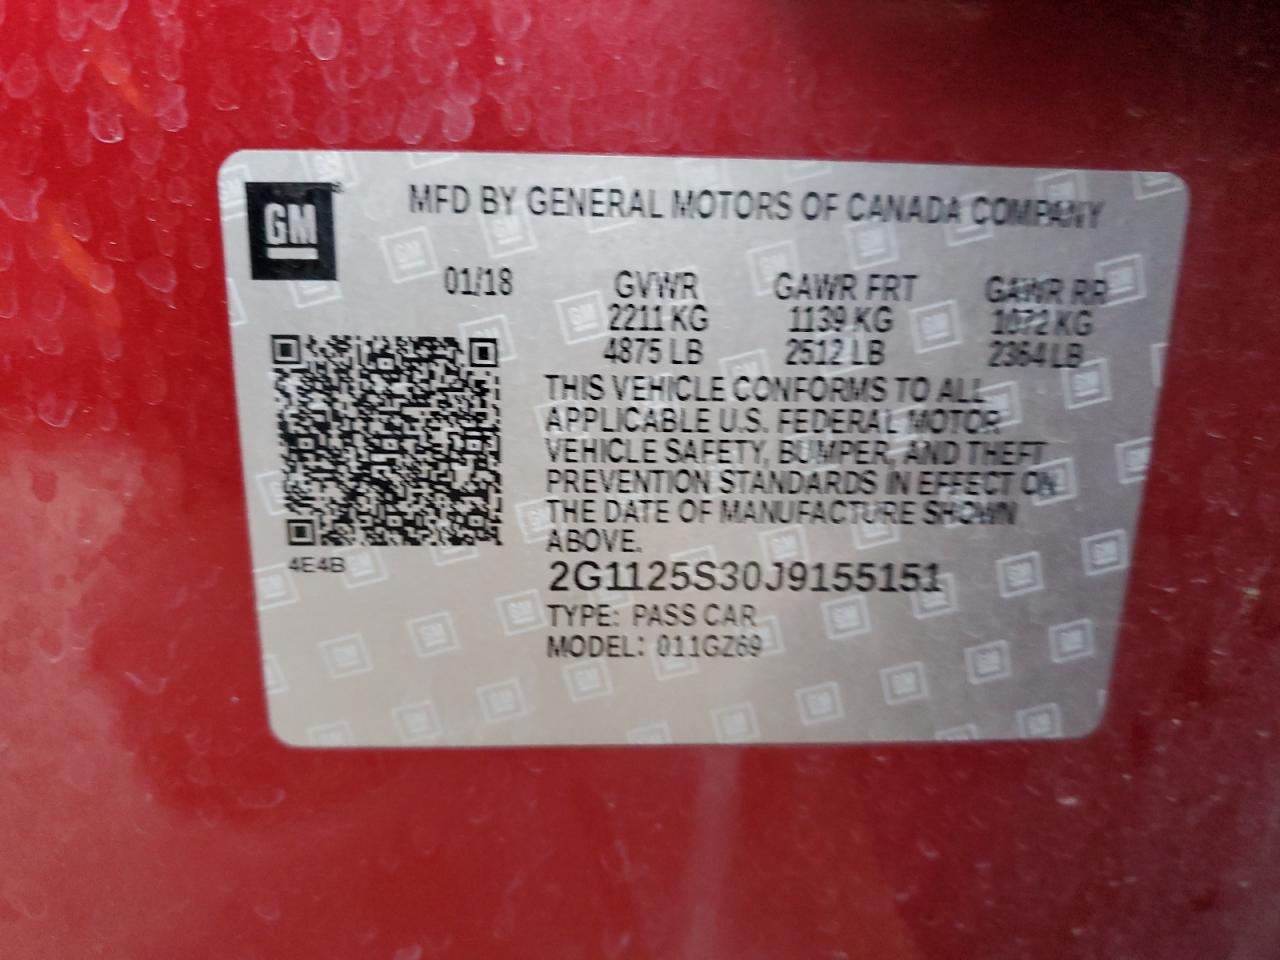 GM
MFD BY GENERAL MOTORS OF CANADA COMPANY
01/18 GVWR GAWR FRT GAWR RR
2211 KG 1139 KG 1072 KG
4875 LB 2512 LB 2364 LB
THIS VEHICLE CONFORMS TO ALL
APPLICABLE U.S. FEDERAL MOTOR
VEHICLE SAFETY, BUMPER, AND THEFT
PREVENTION STANDARDS IN EFFECT ON
THE DATE OF MANUFACTURE SHOWN
ABOVE.
4E4B
2G1125S30J9155151
TYPE: PASS CAR
MODEL: 011GZ69